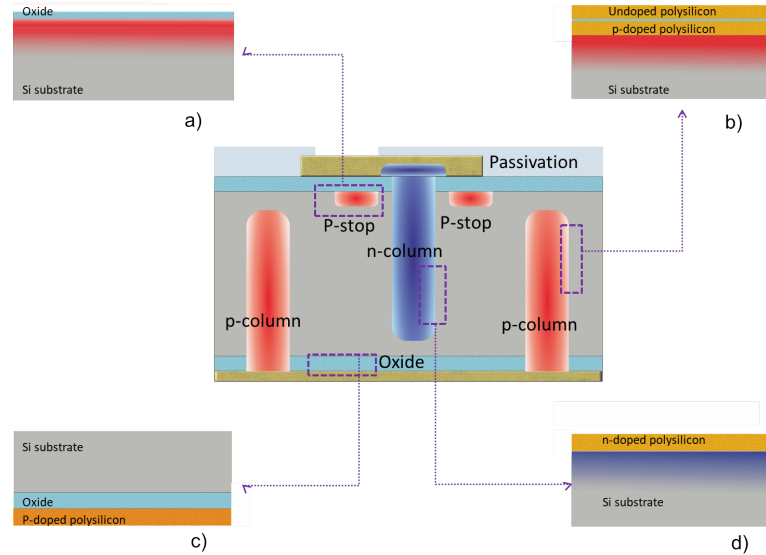 Oxide
Si substrate
a)
Undoped polysilicon
p-doped polysilicon
Si substrate
b)
Passivation
P-stop
P-stop
n-column
p-column
p-column
Oxide
Si substrate
Oxide
P-doped polysilicon
c)
n-doped polysilicon
Si substrate
d)